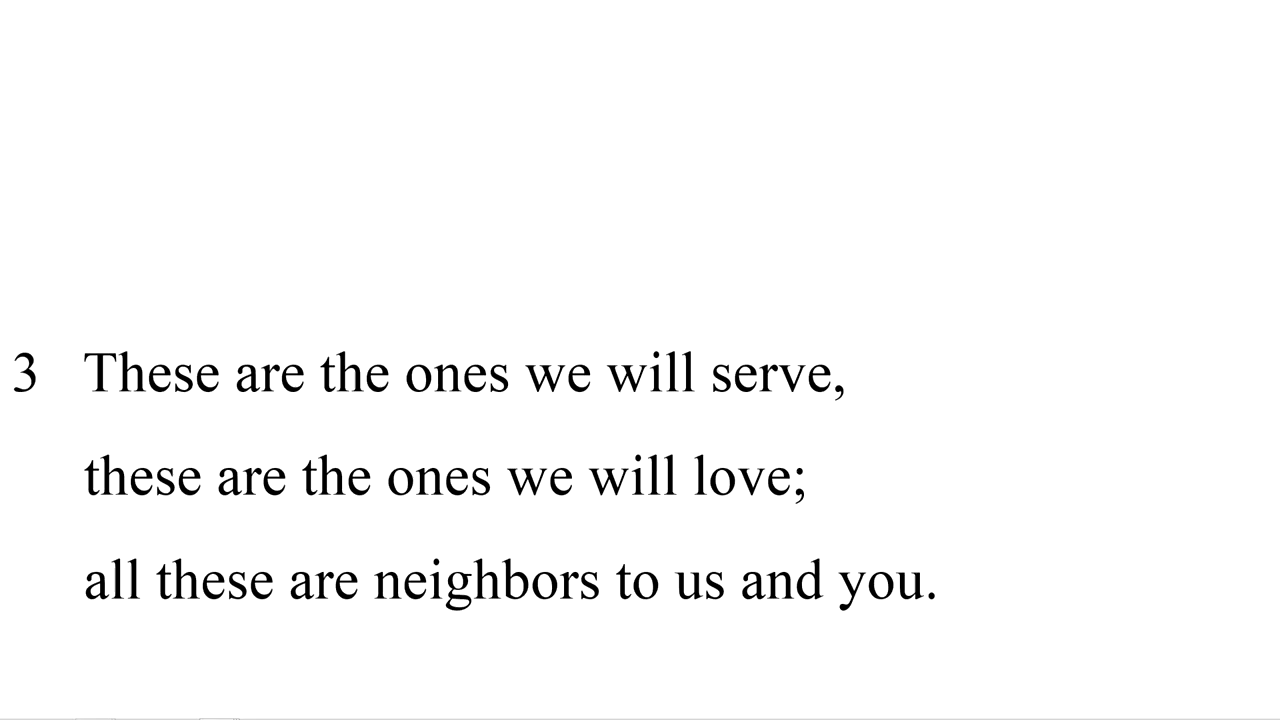 3 These are the ones we will serve,
these are the ones we will love;
all these are neighbors to us and you.